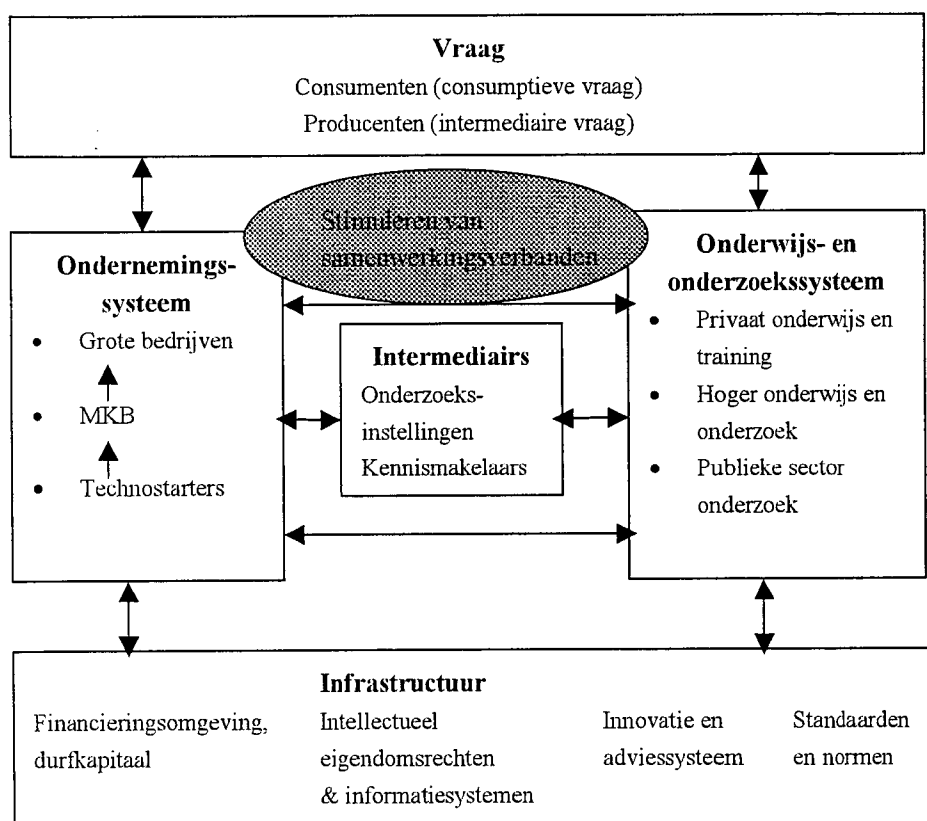 Vraag
Consumenten (consumptieve vraag)
Producenten (intermediaire vraag)
Stimuleren van
samenwerkingsverbanden
Ondernemings-
systeem
• Grote bedrijven
• MKB
• Technostarters
Intermediairs
Onderzoeks-
instellingen
Kennismakelaars
Onderwijs- en
onderzoekssysteem
• Privaat onderwijs en
training
• Hoger onderwijs en
onderzoek
• Publieke sector
onderzoek
Infrastructuur
Financieringsomgeving,
durfkapitaal
Intellectueel
eigendomsrechten
& informatiesystemen
Innovatie en
adviessysteem
Standaarden
en normen